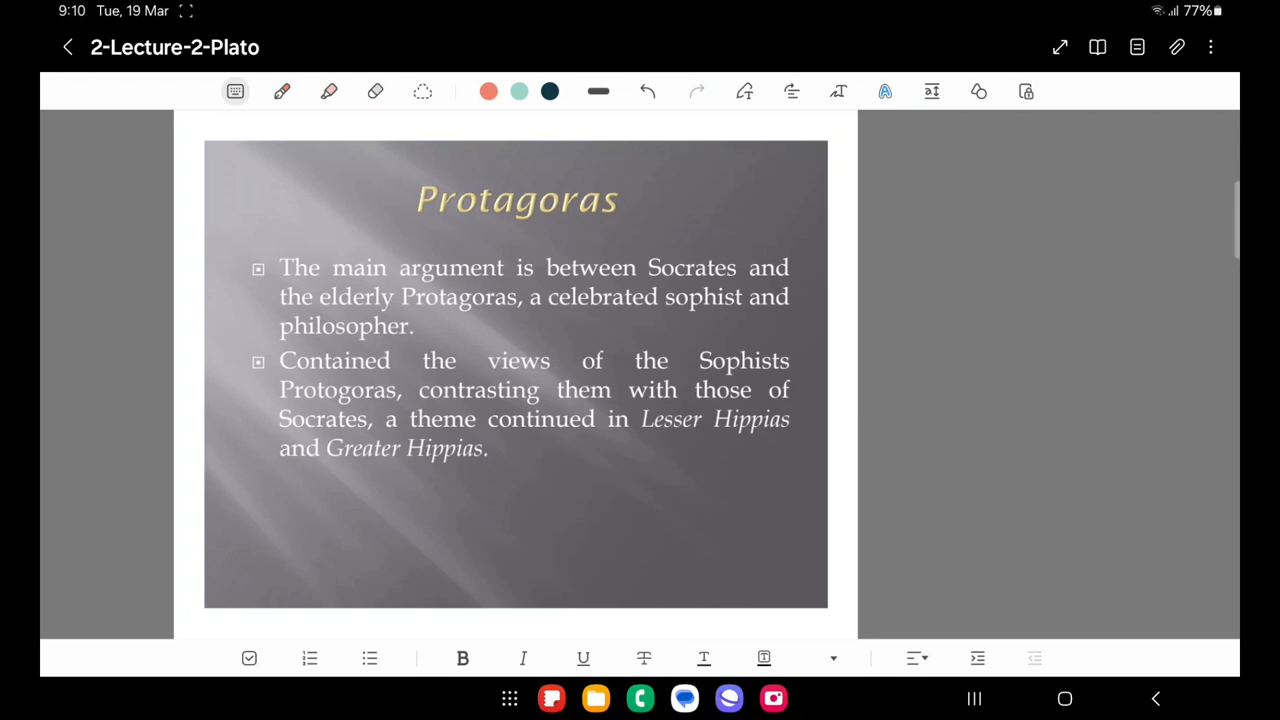 9:10 Tue, 19 Mar
77%
2-Lecture-2-Plato
Protagoras
The main argument is between Socrates and
the elderly Protagoras, a celebrated sophist and
philosopher.
Contained the views of the Sophists
Protogoras, contrasting them with those of
Socrates, a theme continued in Lesser Hippias
and Greater Hippias.
B I U T T T